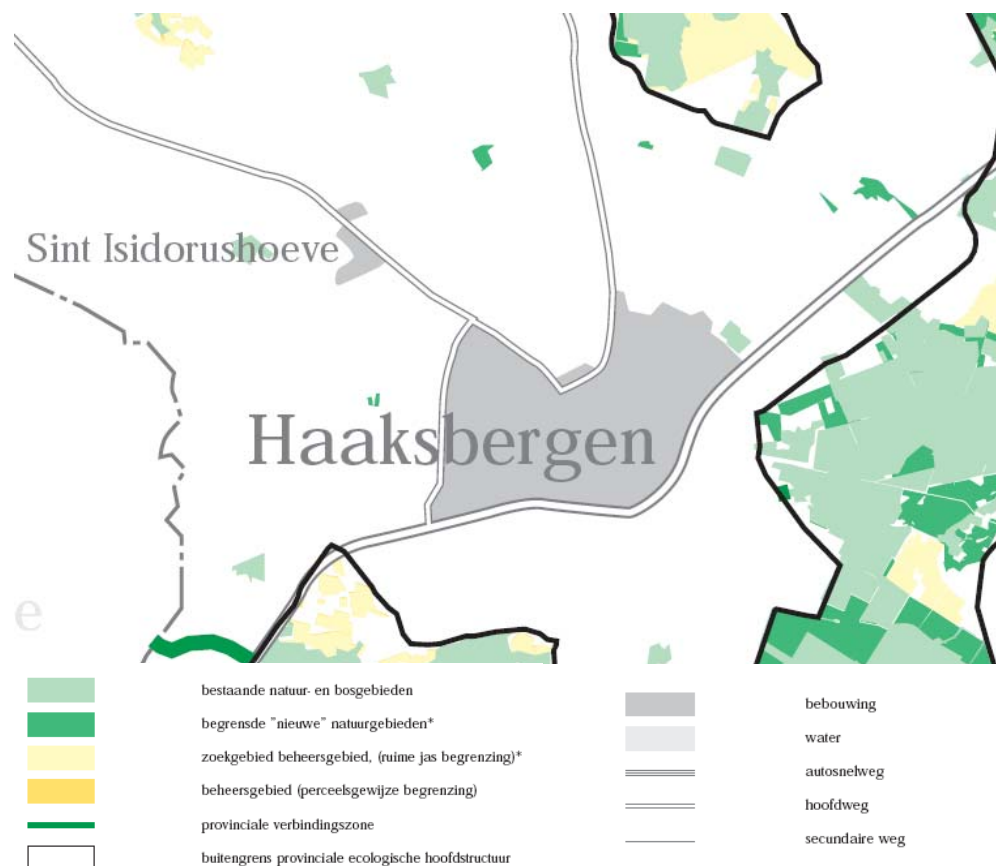 Sint Isidorushoeve
Haaksbergen
e
bestaande natuur- en bosgebieden
begrensde "nieuwe" natuurgebieden*
zoekgebied beheersgebied, (ruime jas begrenzing)*
beheersgebied (perceelsgewijze begrenzing)
provinciale verbindingszone
buitengrens provinciale ecologische hoofdstructuur
bebouwing
water
autosnelweg
hoofdweg
secundaire weg